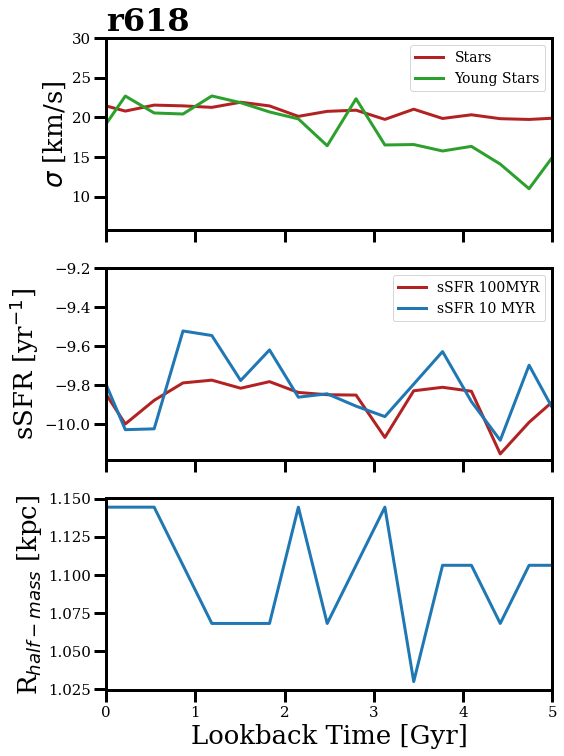 r618
30
25
20
15
10
σ [km/s]
Stars
Young Stars
−9.2
−9.4
−9.6
−9.8
−10.0
sSFR [yr⁻¹]
sSFR 100MYR
sSFR 10 MYR
1.150
1.125
1.100
1.075
1.050
1.025
R_{half−mass} [kpc]
0 1 2 3 4 5
Lookback Time [Gyr]